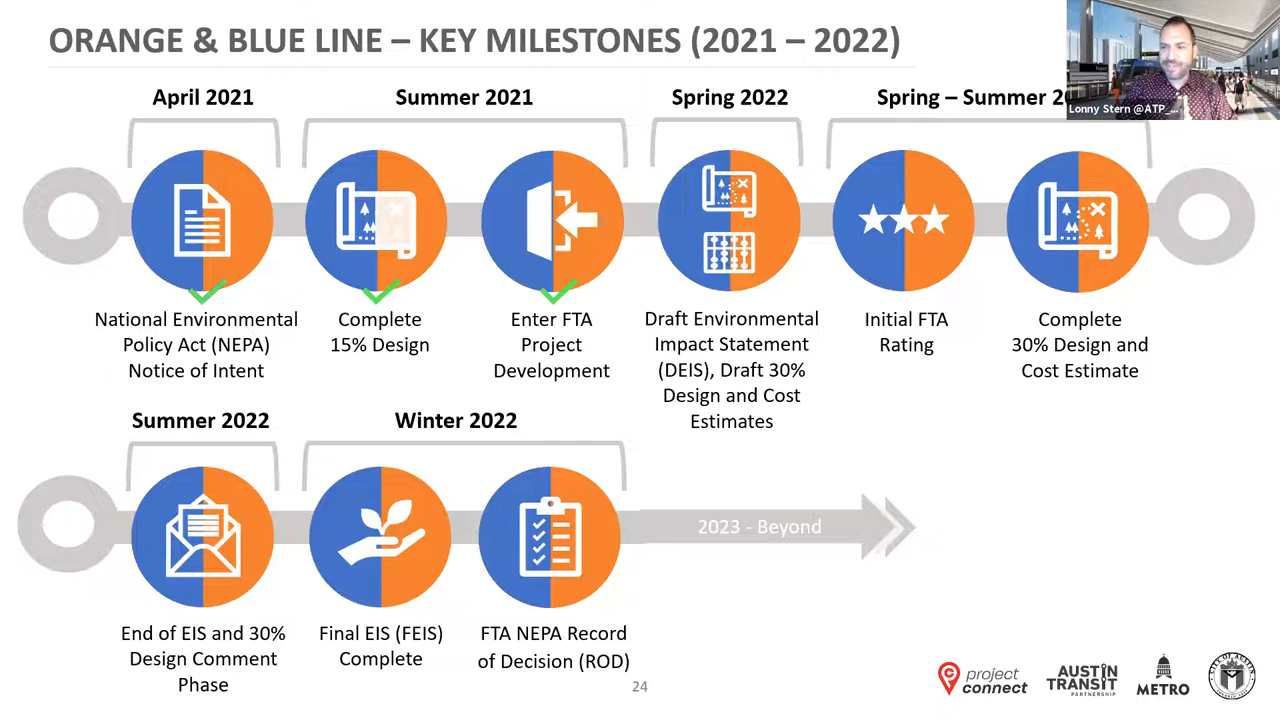 ORANGE & BLUE LINE – KEY MILESTONES (2021 – 2022)
Lonny Stern @ATP_...
April 2021
Summer 2021
Spring 2022
Spring – Summer
National Environmental
Policy Act (NEPA)
Notice of Intent
Complete
15% Design
Enter FTA
Project
Development
Draft Environmental
Impact Statement
(DEIS), Draft 30%
Design and Cost
Estimates
Initial FTA
Rating
Complete
30% Design and
Cost Estimate
Summer 2022
Winter 2022
2023 - Beyond
End of EIS and 30%
Design Comment
Phase
Final EIS (FEIS)
Complete
FTA NEPA Record
of Decision (ROD)
24
project
connect
AUSTIN
TRANSIT
PARTNERSHIP
METRO
CITY OF AUSTIN